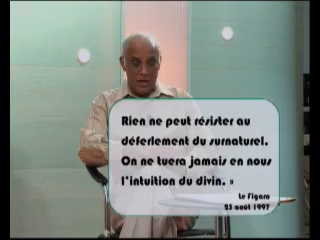 Rien ne peut résister au
déferlement du surnaturel.
On ne tuera jamais en nous
l'intuition du divin. »
Le Figaro
23 août 1997